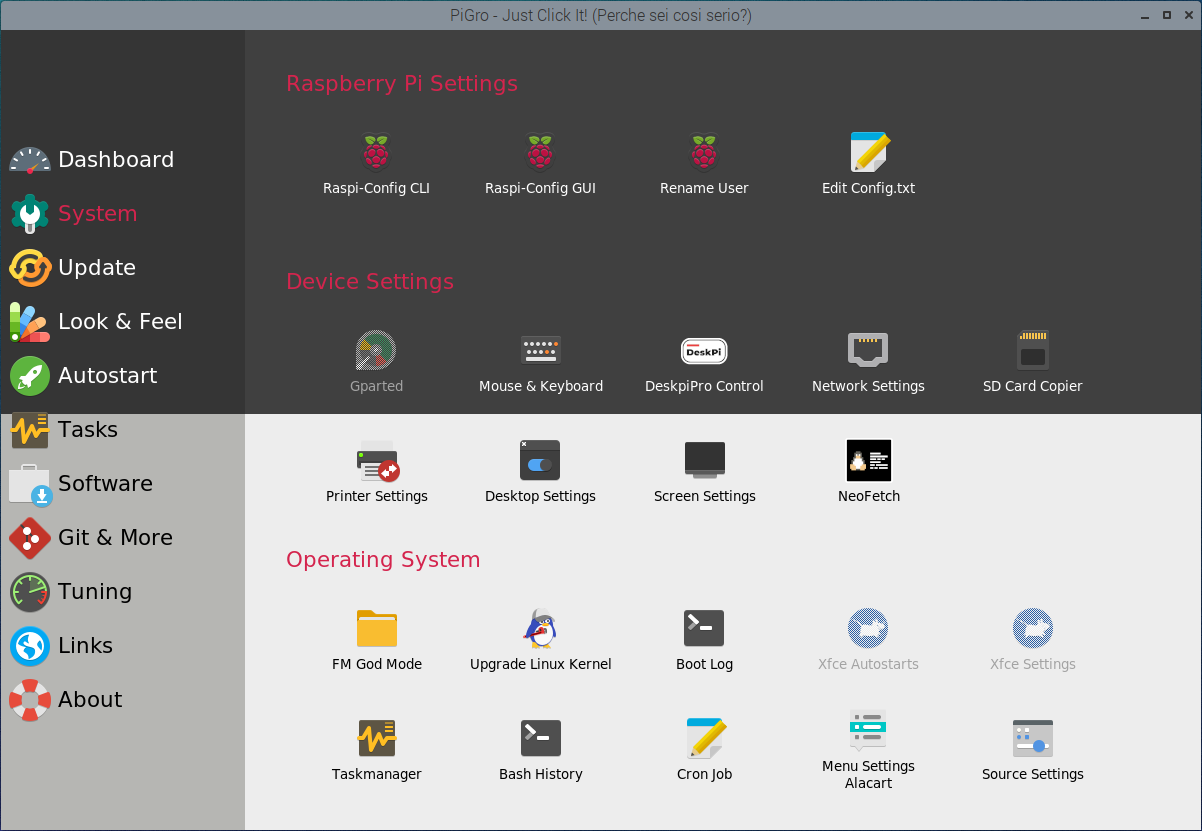 PiGro - Just Click It! (Perche sei cosi serio?)
Dashboard
System
Update
Look & Feel
Autostart
Tasks
Software
Git & More
Tuning
Links
About
Raspberry Pi Settings
Raspi-Config CLI
Raspi-Config GUI
Rename User
Edit Config.txt
Device Settings
Gparted
Mouse & Keyboard
DeskPi
DeskpiPro Control
Network Settings
SD Card Copier
Printer Settings
Desktop Settings
Screen Settings
NeoFetch
Operating System
FM God Mode
Upgrade Linux Kernel
Boot Log
Xfce Autostarts
Xfce Settings
Taskmanager
Bash History
Cron Job
Menu Settings
Alacart
Source Settings